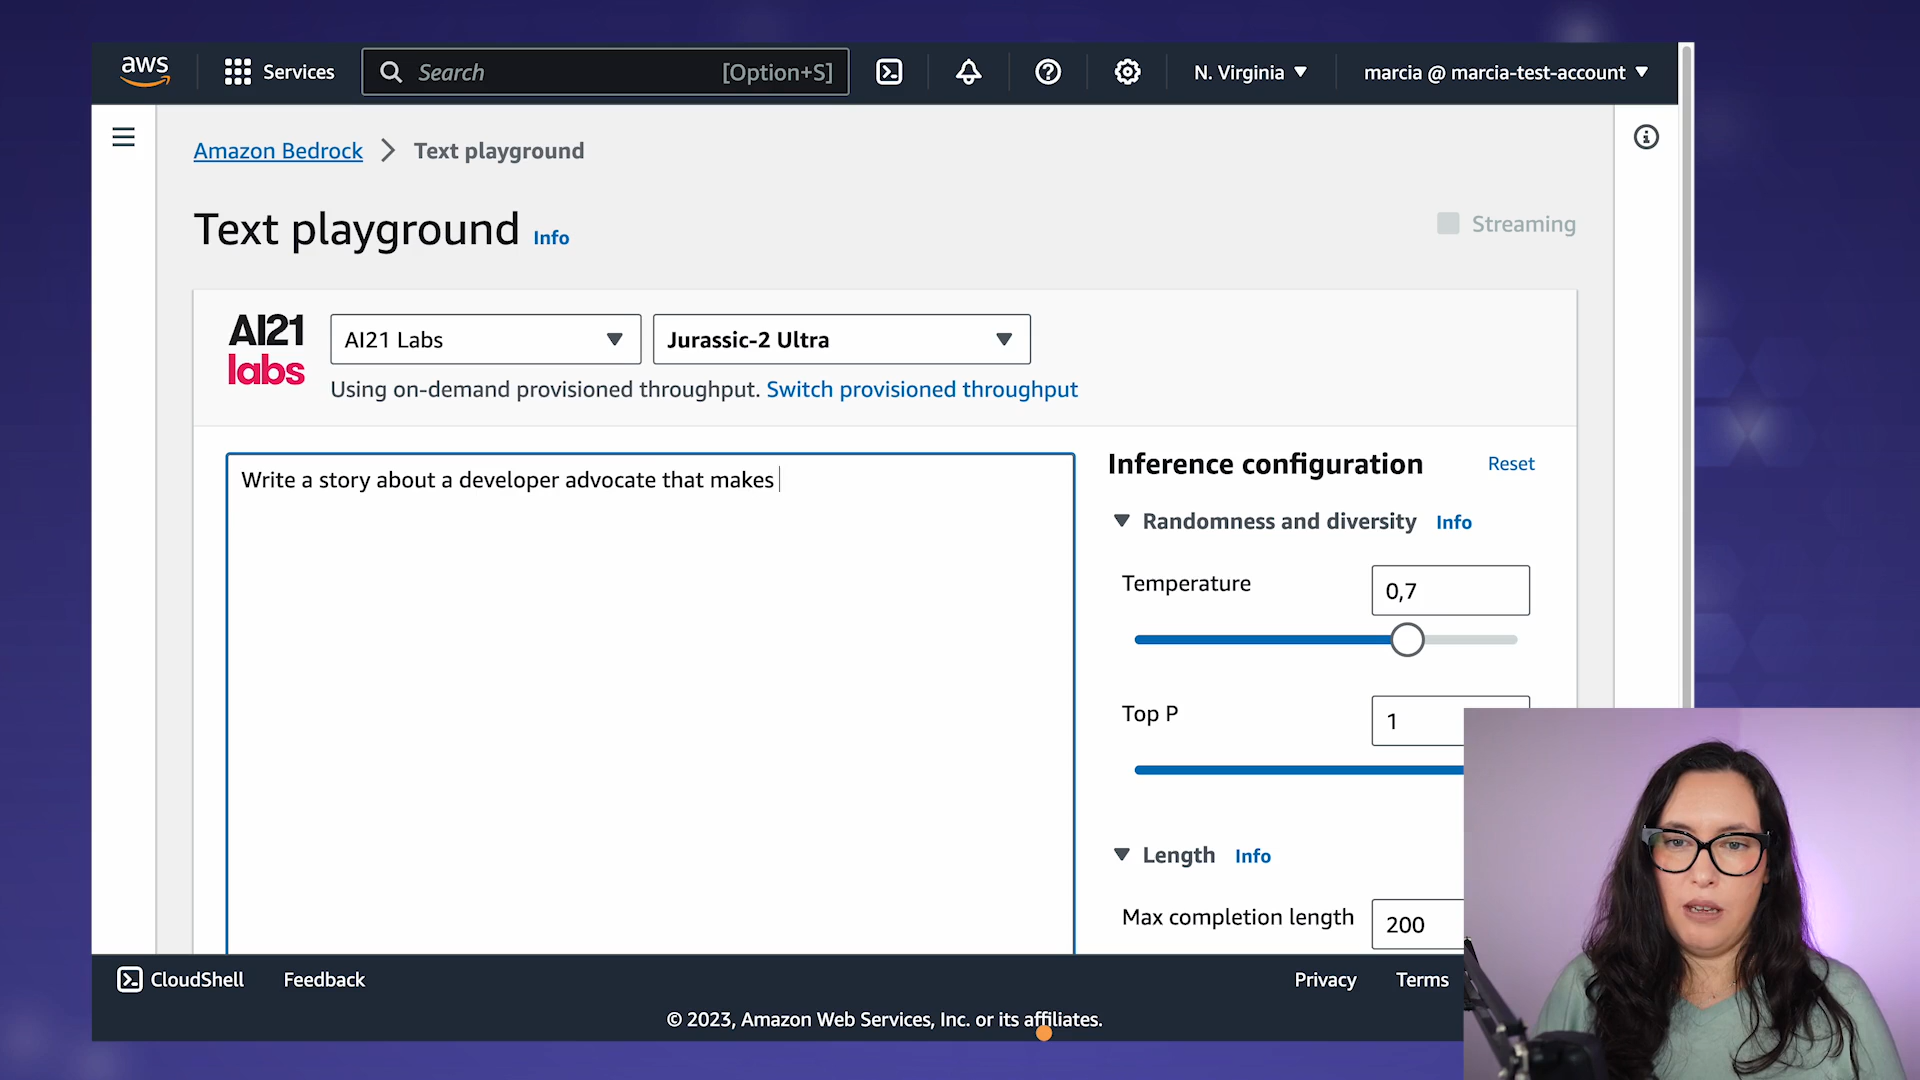 aws
Services
Search
[Option+S]
N. Virginia
marcia @ marcia-test-account
Amazon Bedrock
Text playground
Text playground
Info
Streaming
AI21
labs
AI21 Labs
Jurassic-2 Ultra
Using on-demand provisioned throughput. Switch provisioned throughput
Write a story about a developer advocate that makes
Inference configuration
Reset
Randomness and diversity
Info
Temperature
0,7
Top P
1
Length
Info
Max completion length
200
CloudShell
Feedback
Privacy
Terms
© 2023, Amazon Web Services, Inc. or its affiliates.